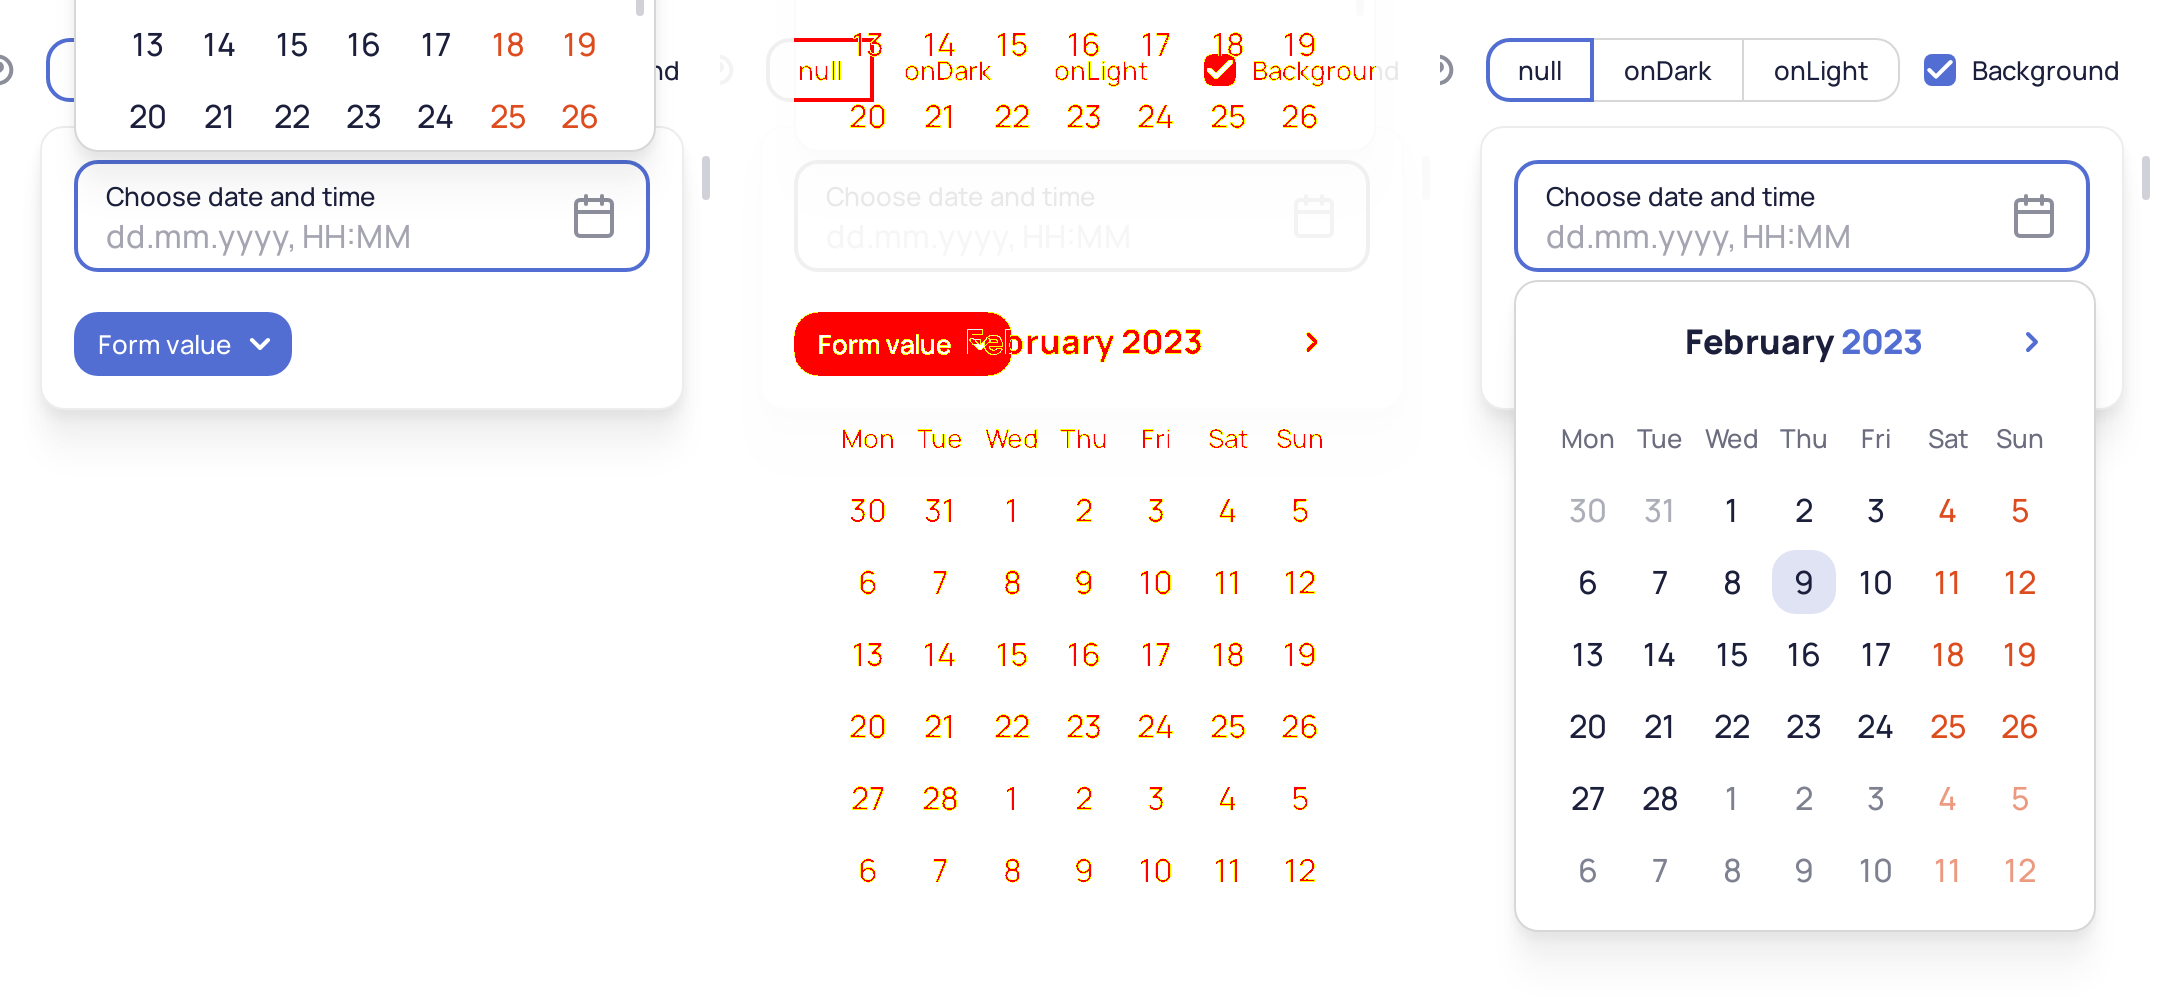 13 14 15 16 17 18 19
nd
20 21 22 23 24 25 26
Choose date and time
dd.mm.yyyy, HH:MM
Form value
13 14 15 16 17 18 19
null onDark onLight Background
20 21 22 23 24 25 26
Choose date and time
dd.mm.yyyy, HH:MM
Form value February 2023
Mon Tue Wed Thu Fri Sat Sun
30 31 1 2 3 4 5
6 7 8 9 10 11 12
13 14 15 16 17 18 19
20 21 22 23 24 25 26
27 28 1 2 3 4 5
6 7 8 9 10 11 12
null onDark onLight Background
Choose date and time
dd.mm.yyyy, HH:MM
February 2023
Mon Tue Wed Thu Fri Sat Sun
30 31 1 2 3 4 5
6 7 8 9 10 11 12
13 14 15 16 17 18 19
20 21 22 23 24 25 26
27 28 1 2 3 4 5
6 7 8 9 10 11 12